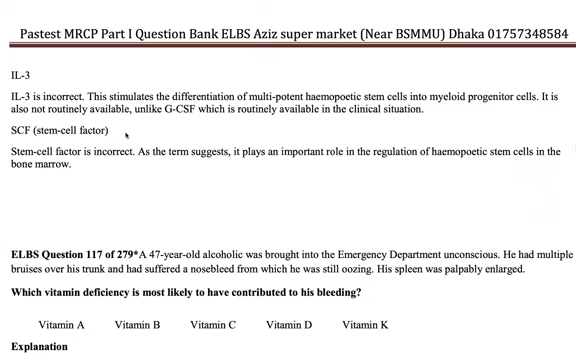 Pastest MRCP Part I Question Bank ELBS Aziz super market (Near BSMMU) Dhaka 01757348584
IL-3
IL-3 is incorrect. This stimulates the differentiation of multi-potent haemopoetic stem cells into myeloid progenitor cells. It is
also not routinely available, unlike G-CSF which is routinely available in the clinical situation.
SCF (stem-cell factor)
Stem-cell factor is incorrect. As the term suggests, it plays an important role in the regulation of haemopoetic stem cells in the
bone marrow.
ELBS Question 117 of 279*A 47-year-old alcoholic was brought into the Emergency Department unconscious. He had multiple
bruises over his trunk and had suffered a nosebleed from which he was still oozing. His spleen was palpably enlarged.
Which vitamin deficiency is most likely to have contributed to his bleeding?
Vitamin A Vitamin B Vitamin C Vitamin D Vitamin K
Explanation